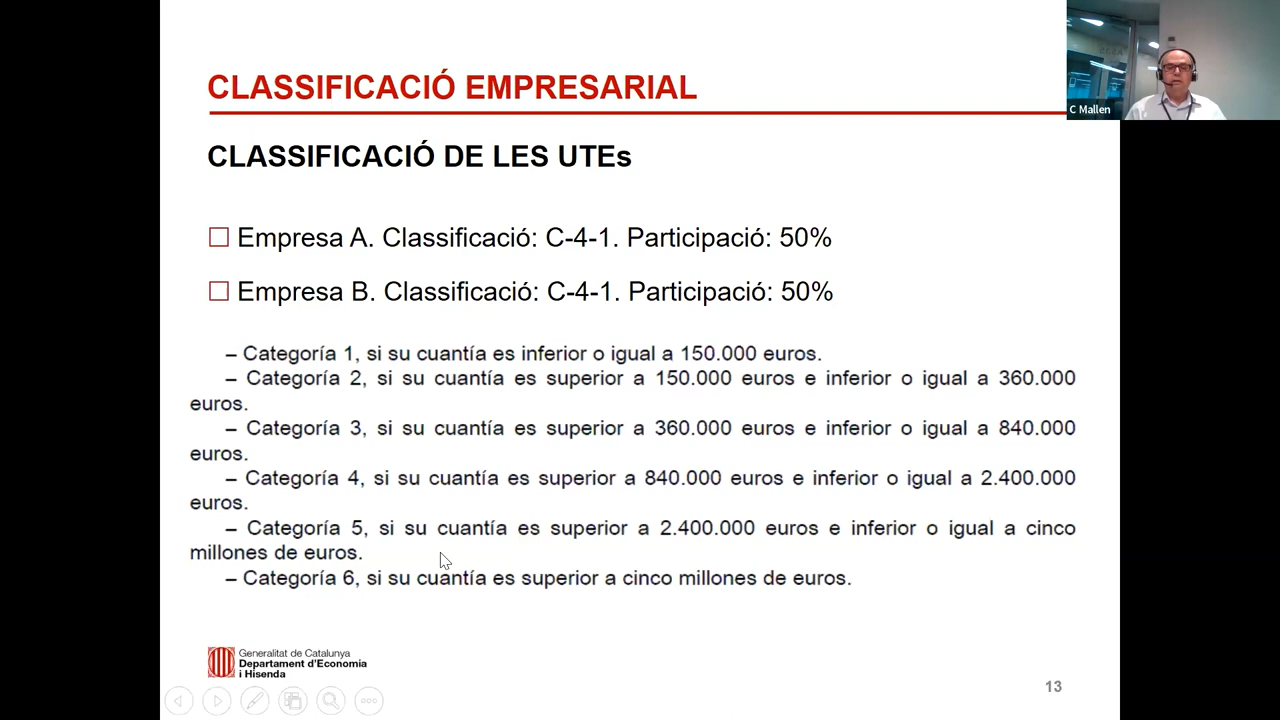 CLASSIFICACIÓ EMPRESARIAL
C Mallen
CLASSIFICACIÓ DE LES UTEs
Empresa A. Classificació: C-4-1. Participació: 50%
Empresa B. Classificació: C-4-1. Participació: 50%
– Categoría 1, si su cuantía es inferior o igual a 150.000 euros.
– Categoría 2, si su cuantía es superior a 150.000 euros e inferior o igual a 360.000
euros.
– Categoría 3, si su cuantía es superior a 360.000 euros e inferior o igual a 840.000
euros.
– Categoría 4, si su cuantía es superior a 840.000 euros e inferior o igual a 2.400.000
euros.
– Categoría 5, si su cuantía es superior a 2.400.000 euros e inferior o igual a cinco
millones de euros.
– Categoría 6, si su cuantía es superior a cinco millones de euros.
Generalitat de Catalunya
Departament d'Economia
i Hisenda
13